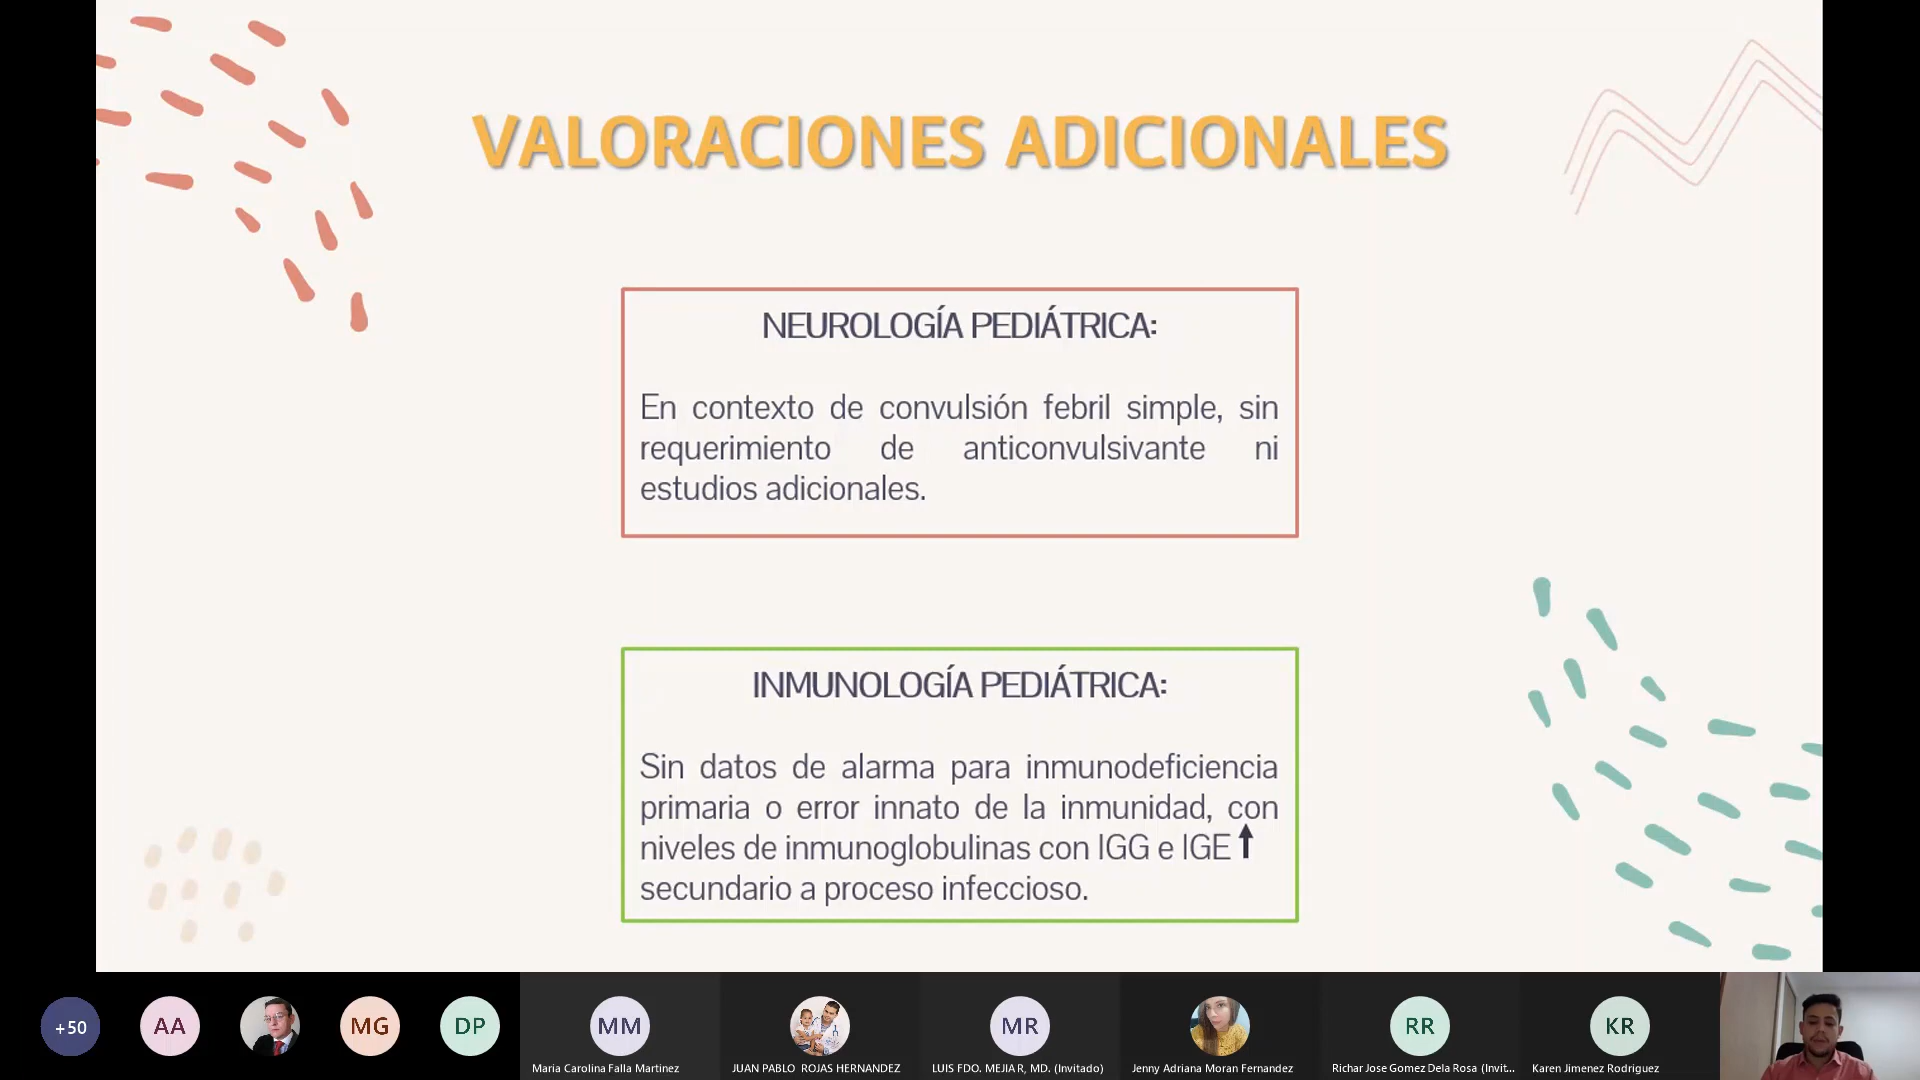 VALORACIONES ADICIONALES
NEUROLOGÍA PEDIÁTRICA:
En contexto de convulsión febril simple, sin
requerimiento de anticonvulsivante ni
estudios adicionales.
INMUNOLOGÍA PEDIÁTRICA:
Sin datos de alarma para inmunodeficiencia
primaria o error innato de la inmunidad, con
niveles de inmunoglobulinas con IGG e IGE
secundario a proceso infeccioso.
+50
AA
MG
DP
MM
MR
RR
KR
Maria Carolina Falla Martinez
JUAN PABLO ROJAS HERNANDEZ
LUIS FDO. MEJIA R, MD. (Invitado)
Jenny Adriana Moran Fernandez
Richar Jose Gomez Dela Rosa (Invit...
Karen Jimenez Rodriguez